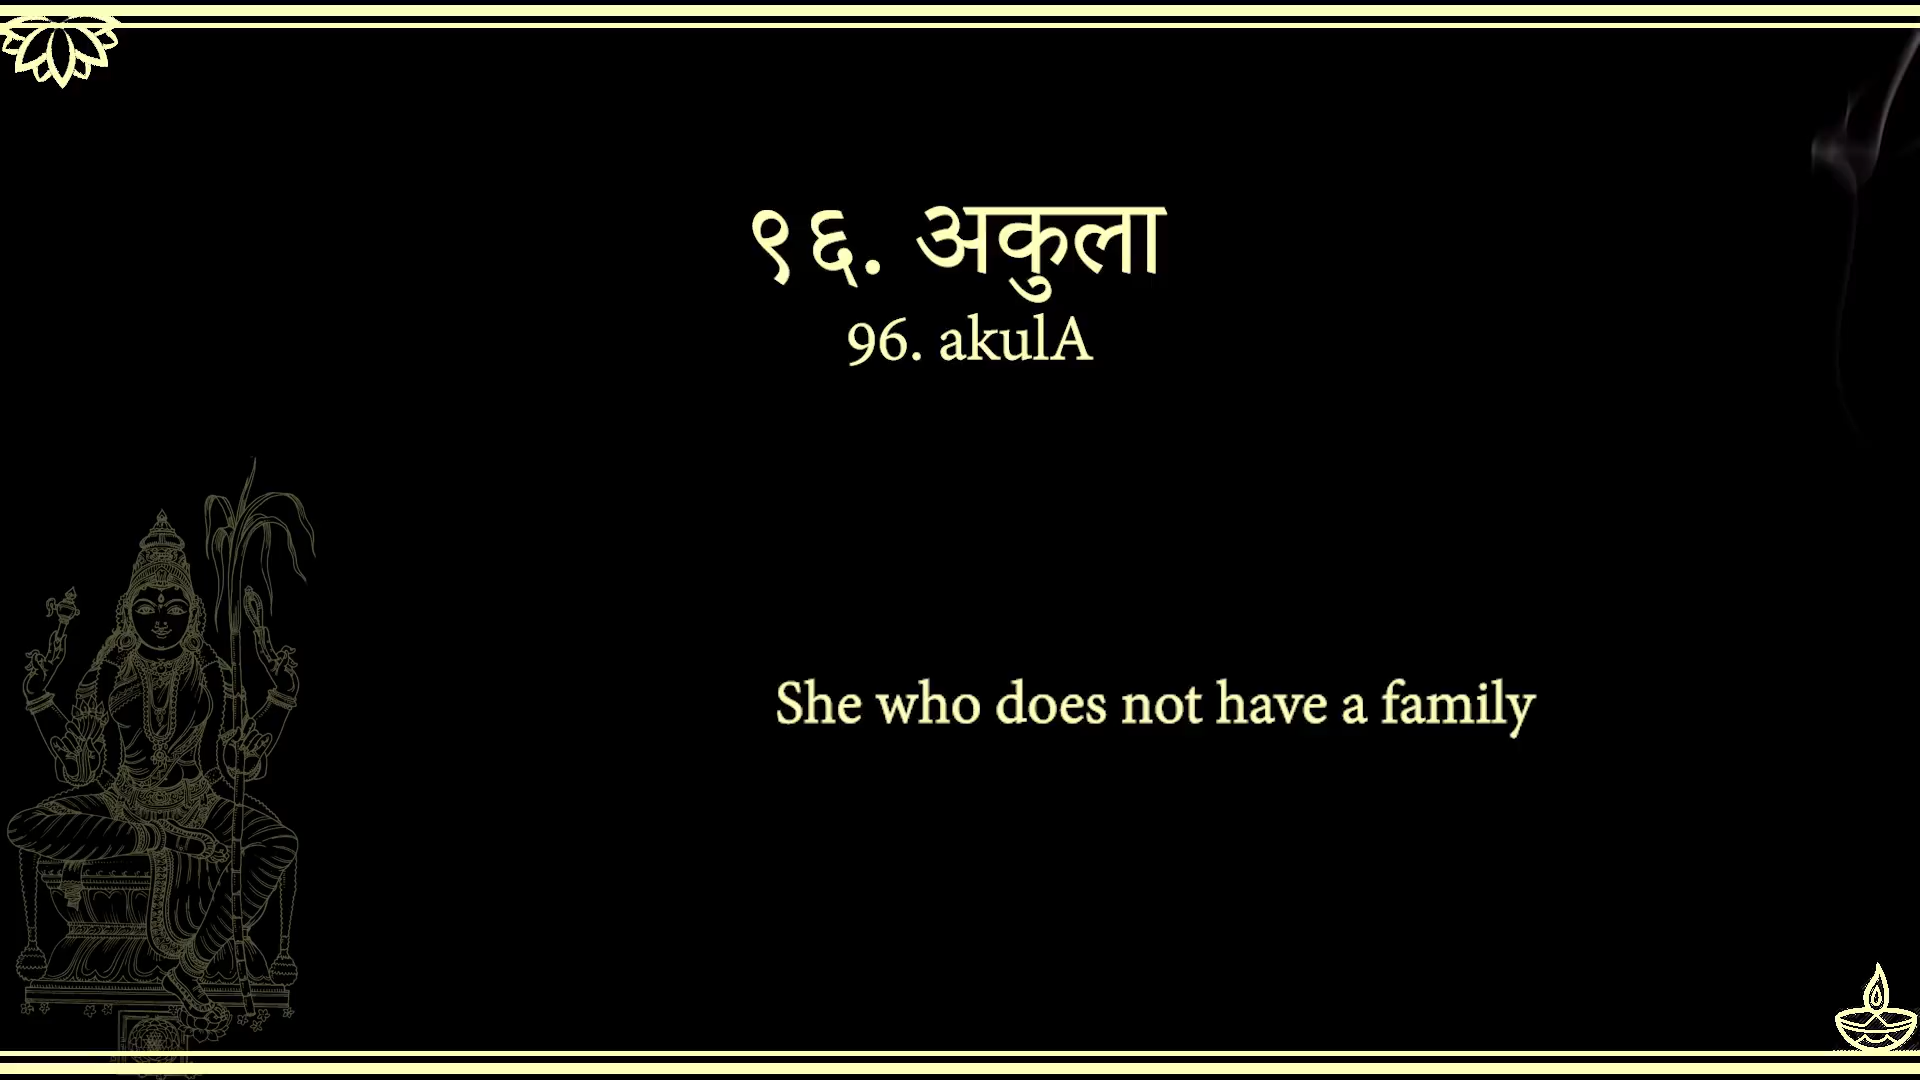 ९६. अकुला
96. akulA
She who does not have a family